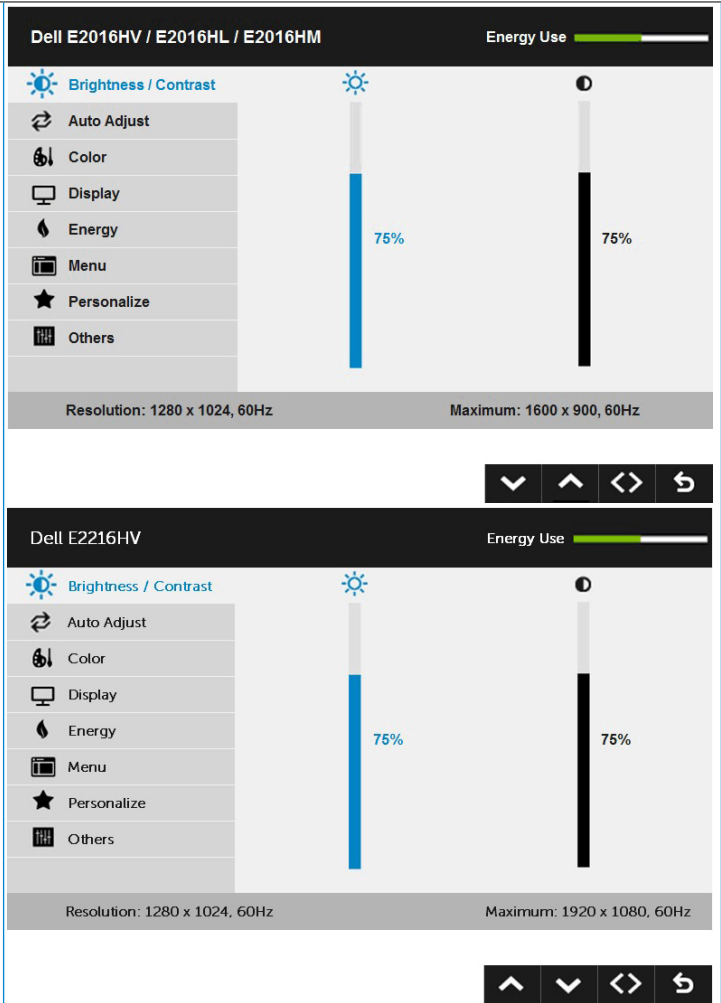 Dell E2016HV / E2016HL / E2016HM Energy Use
Brightness / Contrast
Auto Adjust
Color
Display
Energy
75% 75%
Menu
Personalize
Others
Resolution: 1280 x 1024, 60Hz Maximum: 1600 x 900, 60Hz
Dell E2216HV Energy Use
Brightness / Contrast
Auto Adjust
Color
Display
Energy
75% 75%
Menu
Personalize
Others
Resolution: 1280 x 1024, 60Hz Maximum: 1920 x 1080, 60Hz